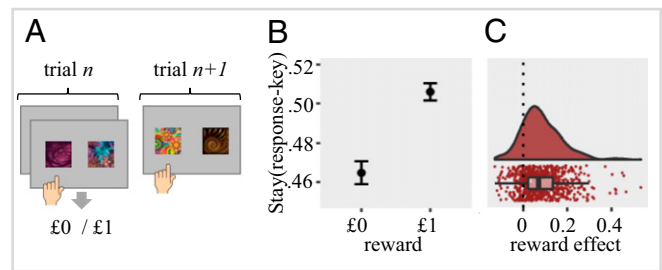 A
trial n
trial n+1
£0 / £1
B
Stay(response-key)
.52
.50
.48
.46
£0
£1
reward
C
0
0.2
0.4
reward effect